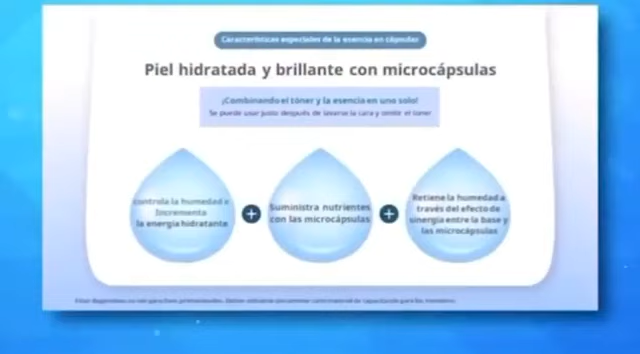 Características especiales de la esencia en cápsulas
Piel hidratada y brillante con microcápsulas
¡Combinando el tóner y la esencia en uno solo!
Se puede usar justo después de lavarse la cara y omitir el tóner
Controla la humedad e
Incrementa
la energía hidratante
+
Suministra nutrientes
con las microcápsulas
+
Retiene la humedad a
través del efecto de
sinergia entre la base y
las microcápsulas